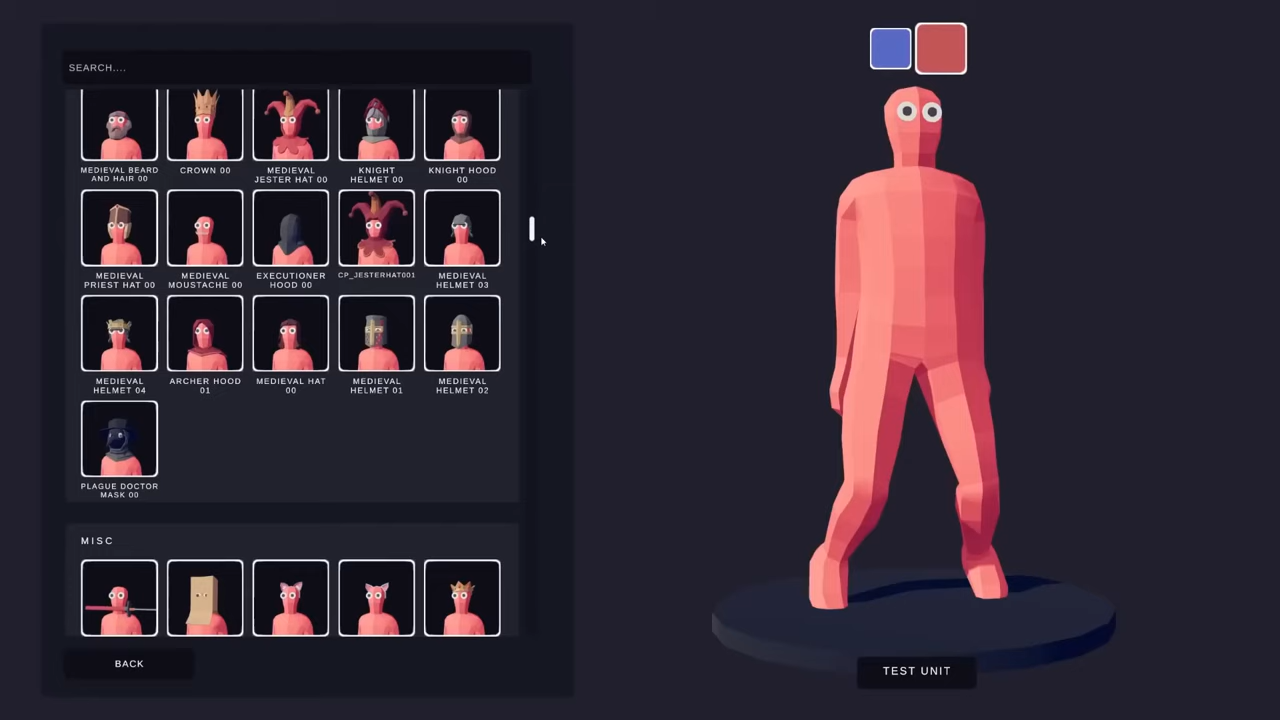 SEARCH....
MEDIEVAL BEARD
AND HAIR 00
CROWN 00
MEDIEVAL
JESTER HAT 00
KNIGHT
HELMET 00
KNIGHT HOOD
00
MEDIEVAL
PRIEST HAT 00
MEDIEVAL
MOUSTACHE 00
EXECUTIONER
HOOD 00
CP_JESTERHAT001
MEDIEVAL
HELMET 03
MEDIEVAL
HELMET 04
ARCHER HOOD
01
MEDIEVAL HAT
00
MEDIEVAL
HELMET 01
MEDIEVAL
HELMET 02
PLAGUE DOCTOR
MASK 00
MISC
BACK
TEST UNIT